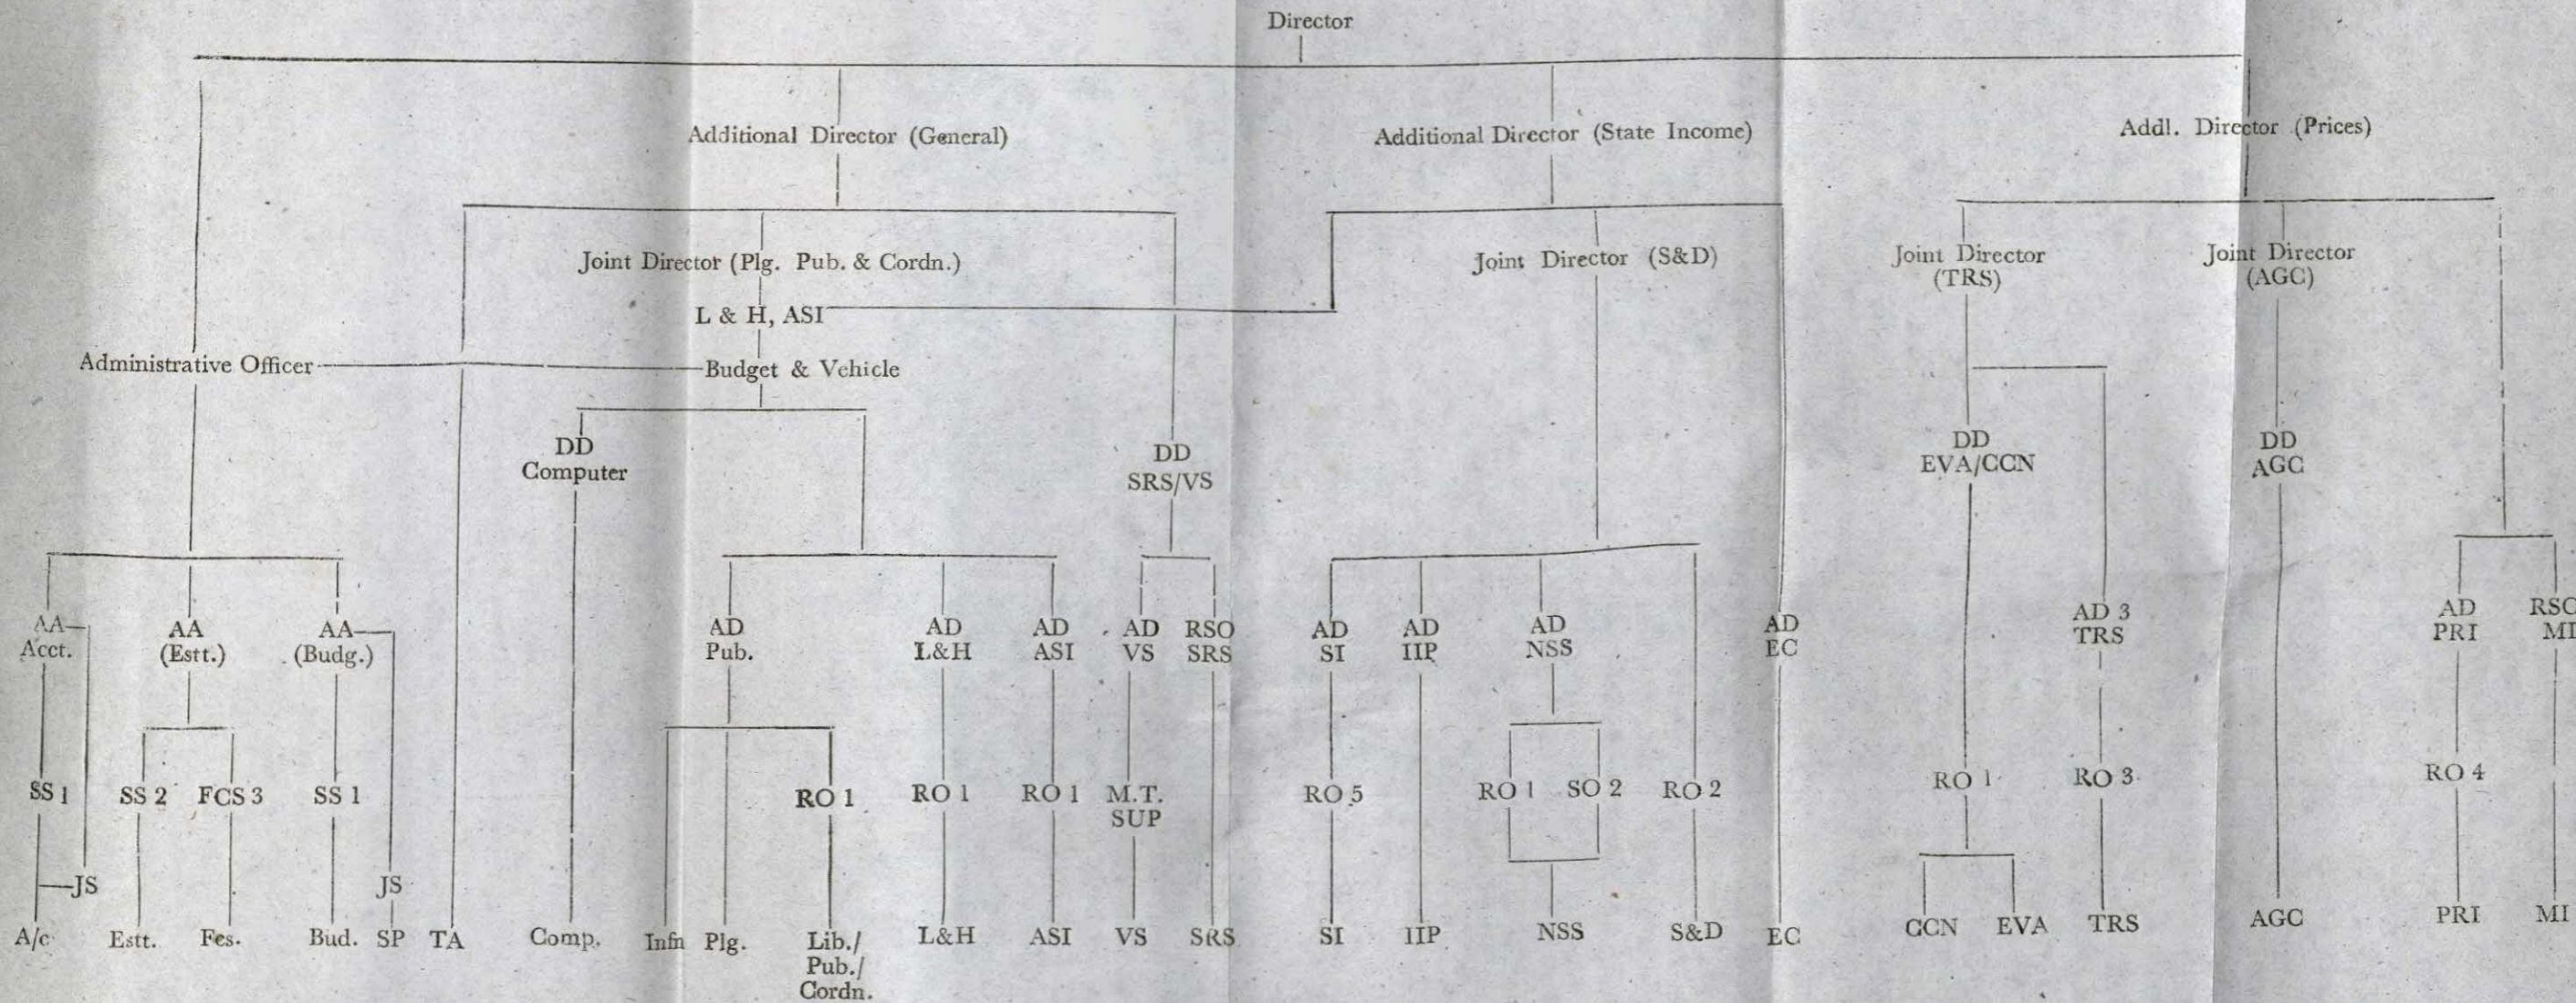 Director
Additional Director (General)
Additional Director (State Income)
Addl. Director (Prices)
Joint Director (Plg. Pub. & Cordn.)
Joint Director (S&D)
Joint Director
(TRS)
Joint Director
(AGC)
L & H, ASI
Administrative Officer
Budget & Vehicle
DD
Computer
DD
SRS/VS
DD
EVA/CCN
DD
AGC
AA
Acct.
AA
(Estt.)
AA
(Budg.)
AD
Pub.
AD
L&H
AD
ASI
AD
VS
RSO
SRS
AD
SI
AD
IIP
AD
NSS
AD
EC
AD 3
TRS
AD
PRI
RSO
MI
SS 1
SS 2
FCS 3
SS 1
RO 1
RO 1
RO 1
M.T.
SUP
RO 5
RO 1
SO 2
RO 2
RO 1
RO 3
RO 4
JS
JS
A/c
Estt.
Fes.
Bud.
SP
TA
Comp.
Infn
Plg.
Lib./
Pub./
Cordn.
L&H
ASI
VS
SRS
SI
IIP
NSS
S&D
EC
CCN
EVA
TRS
AGC
PRI
MI